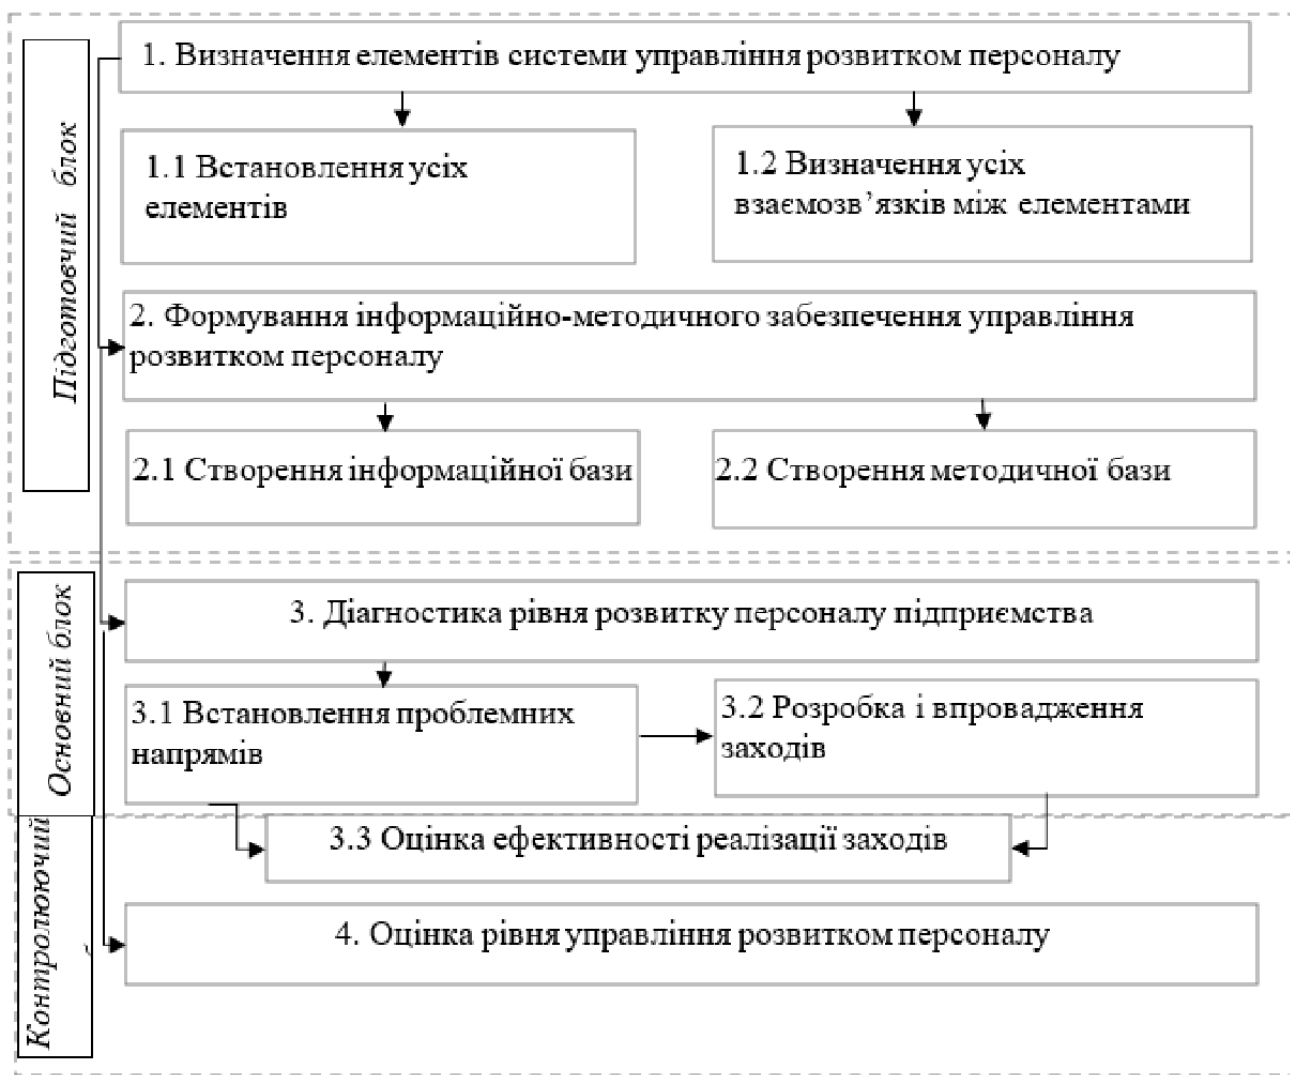 Підготовчий блок
1. Визначення елементів системи управління розвитком персоналу
1.1 Встановлення усіх
елементів
1.2 Визначення усіх
взаємозв’язків між елементами
2. Формування інформаційно-методичного забезпечення управління
розвитком персоналу
2.1 Створення інформаційної бази
2.2 Створення методичної бази
Основний блок
3. Діагностика рівня розвитку персоналу підприємства
3.1 Встановлення проблемних
напрямів
3.2 Розробка і впровадження
заходів
Контролюючий
3.3 Оцінка ефективності реалізації заходів
4. Оцінка рівня управління розвитком персоналу